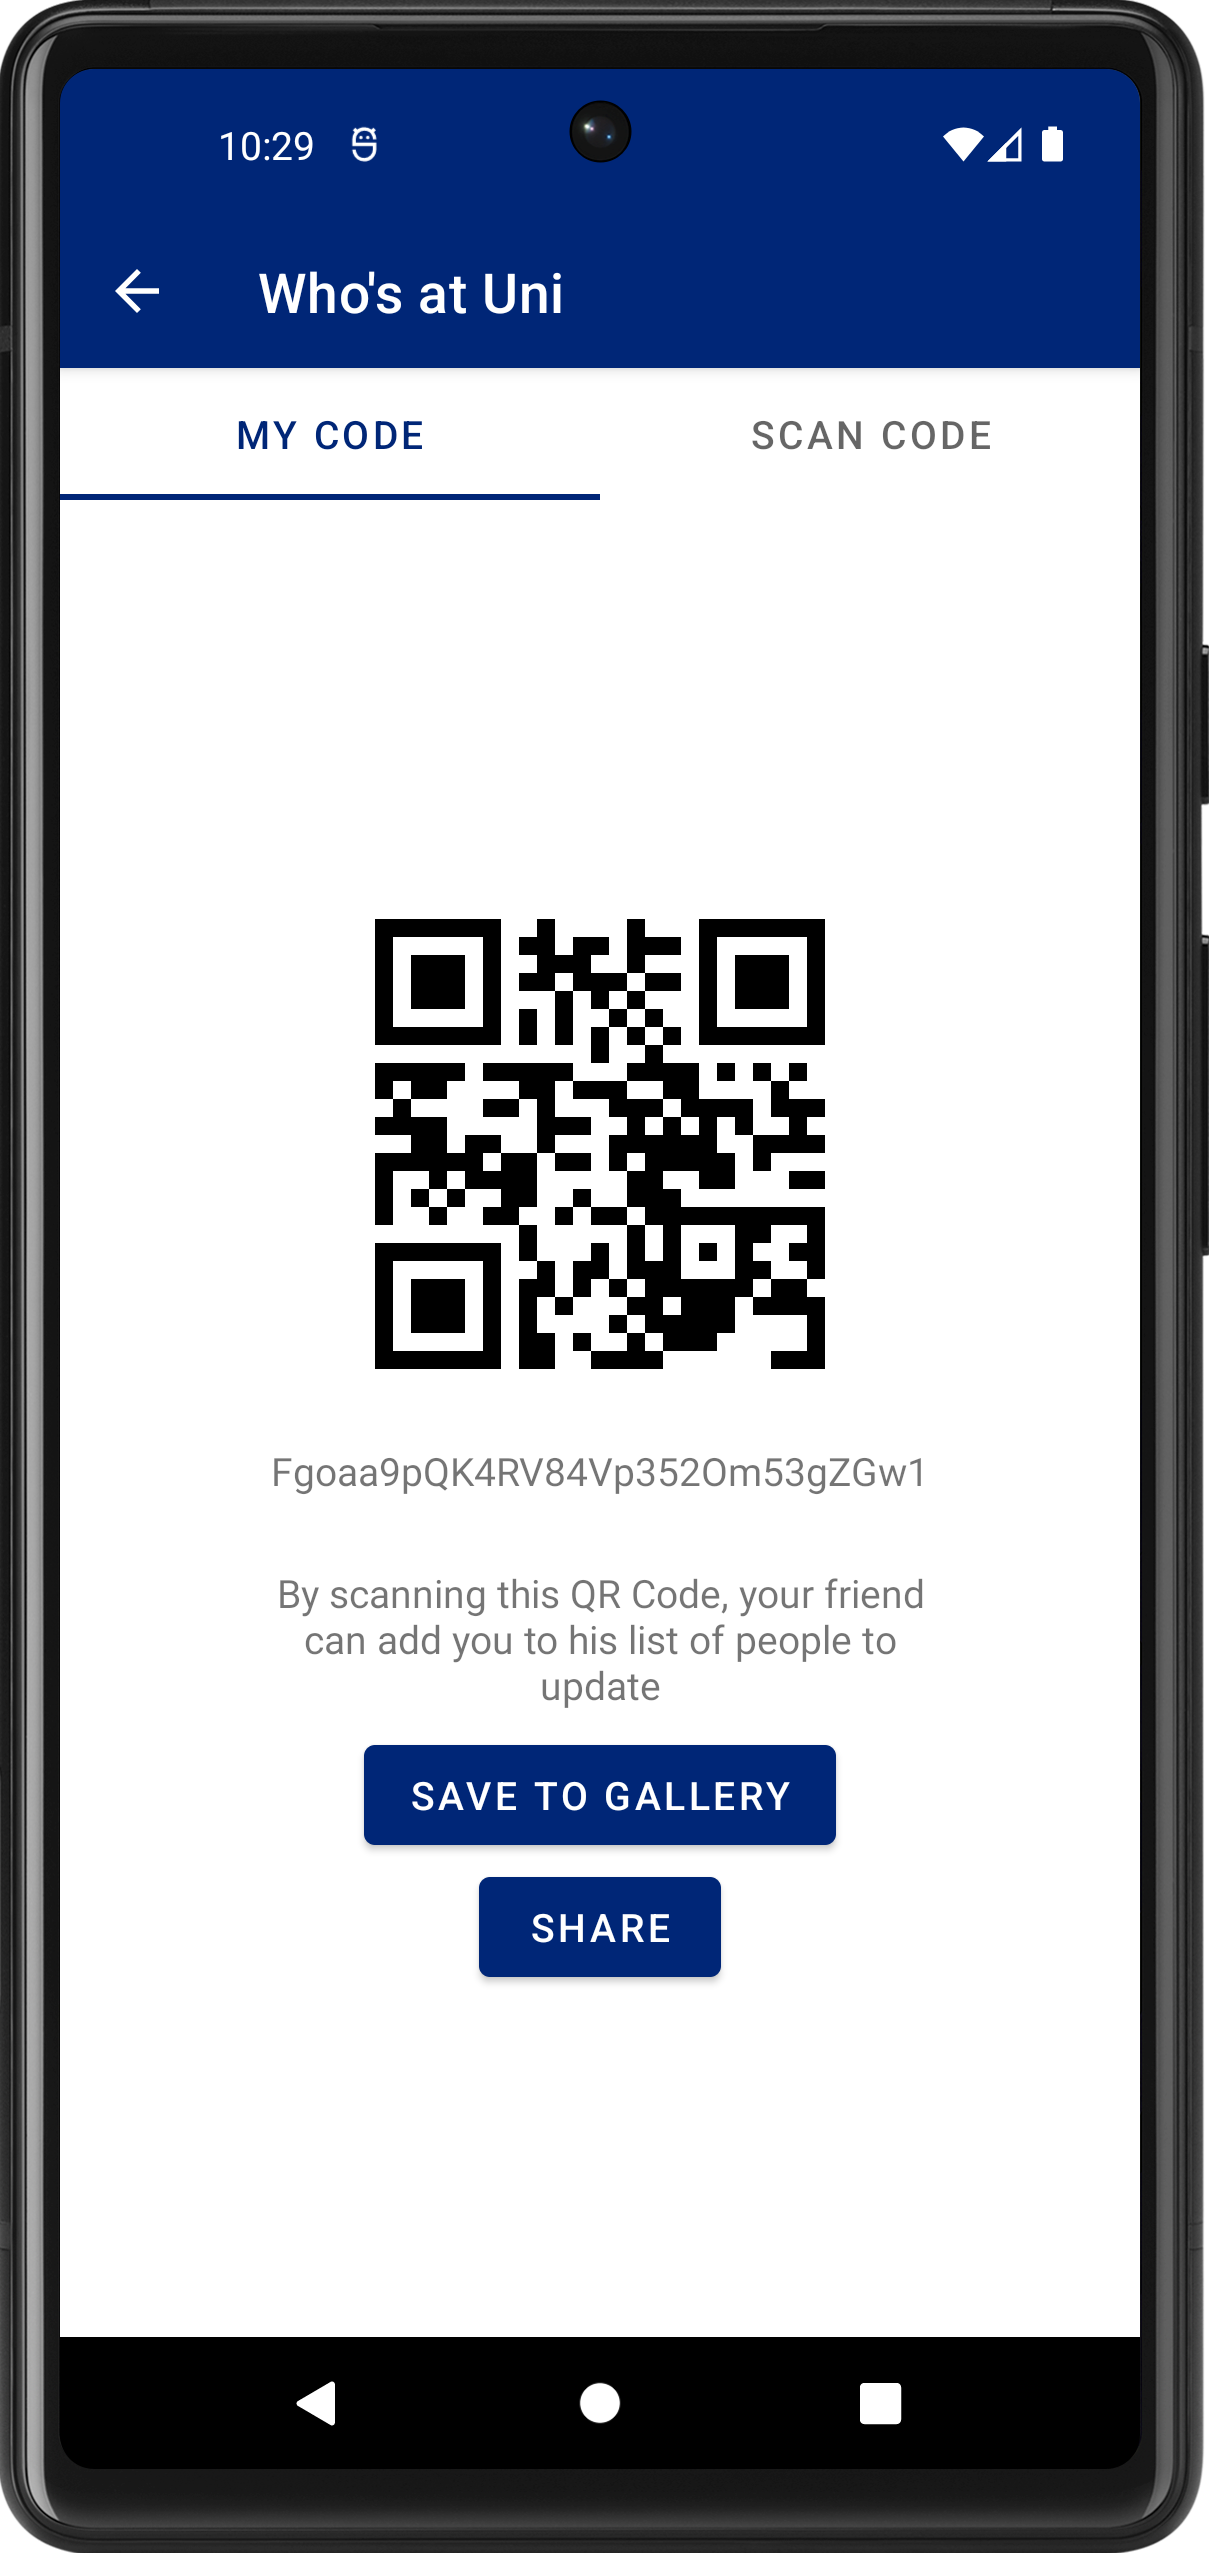 10:29
Who's at Uni
MY CODE
SCAN CODE
Fgoaa9pQK4RV84Vp352Om53gZGw1
By scanning this QR Code, your friend
can add you to his list of people to
update
SAVE TO GALLERY
SHARE